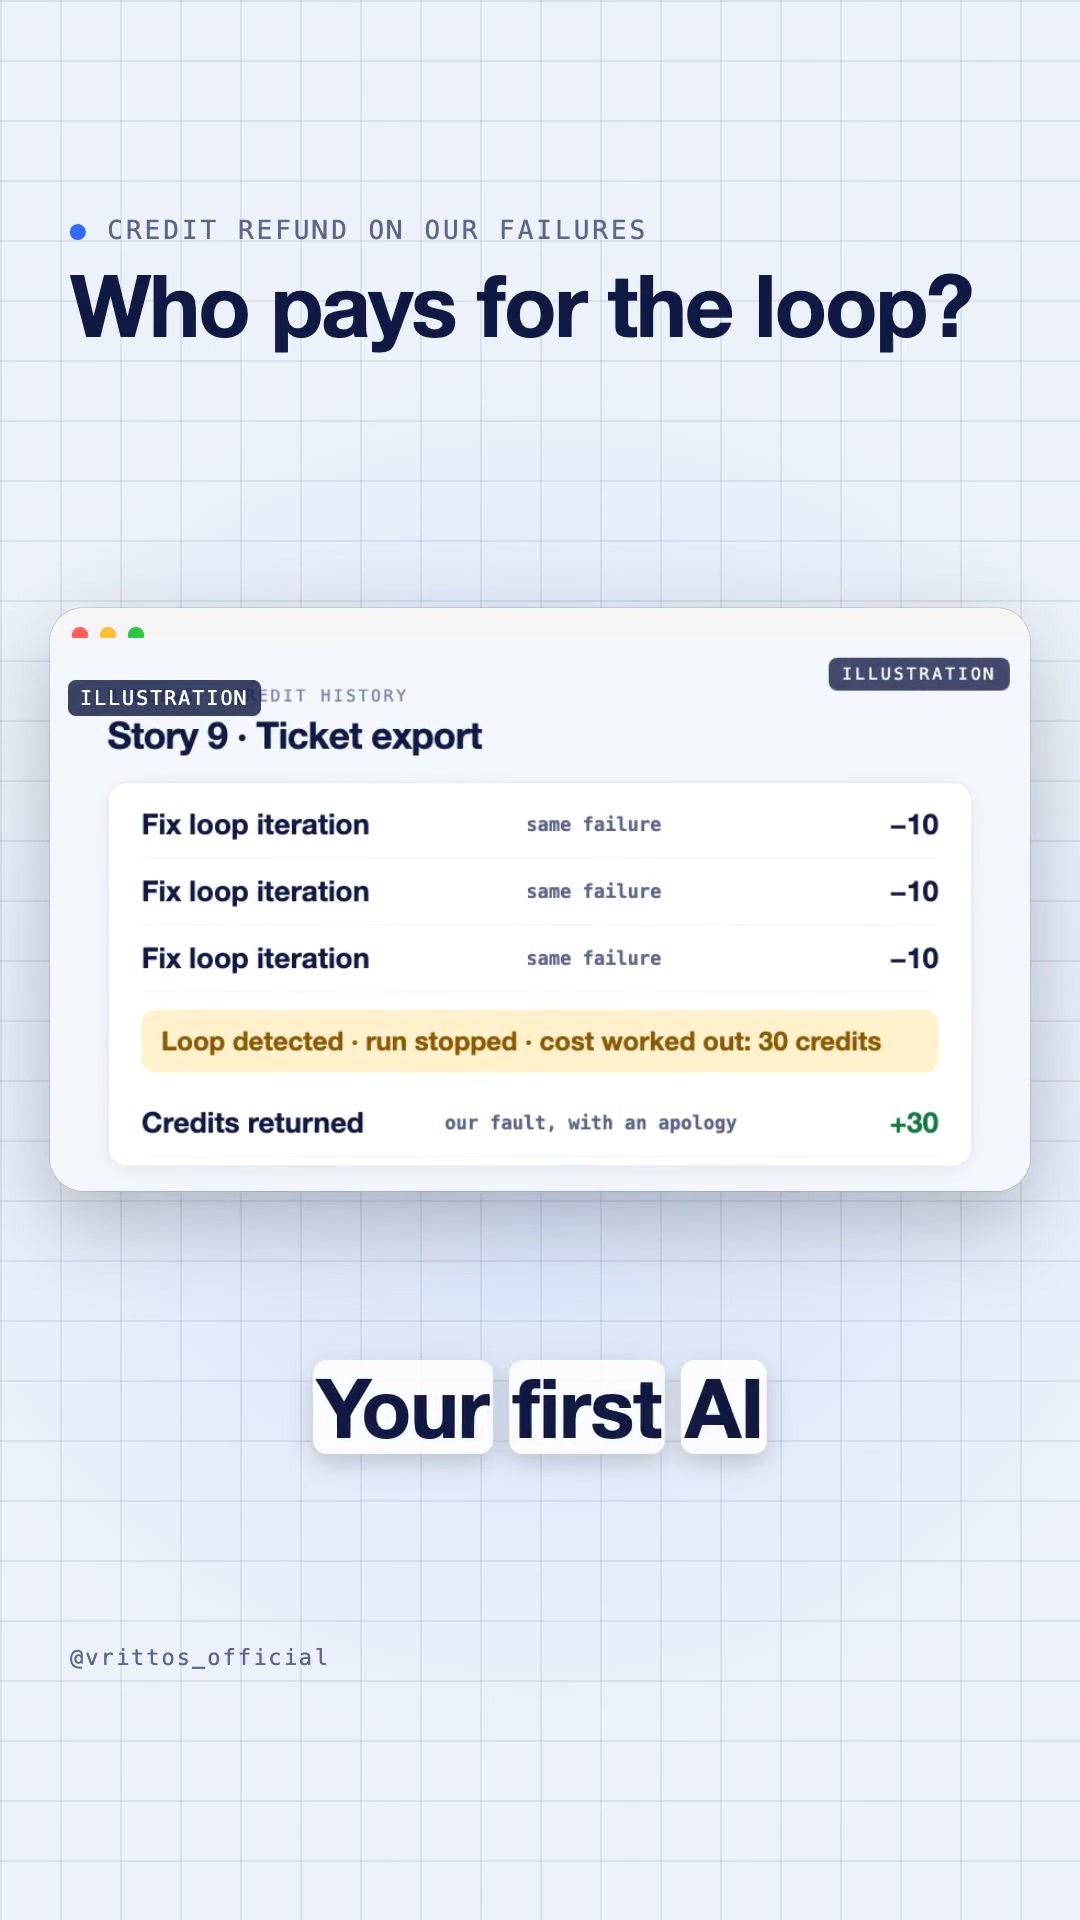 CREDIT REFUND ON OUR FAILURES
Who pays for the loop?
ILLUSTRATION
ILLUSTRATION HISTORY
Story 9 · Ticket export
Fix loop iteration same failure –10
Fix loop iteration same failure –10
Fix loop iteration same failure –10
Loop detected · run stopped · cost worked out: 30 credits
Credits returned our fault, with an apology +30
Your first AI
@vrittos_official